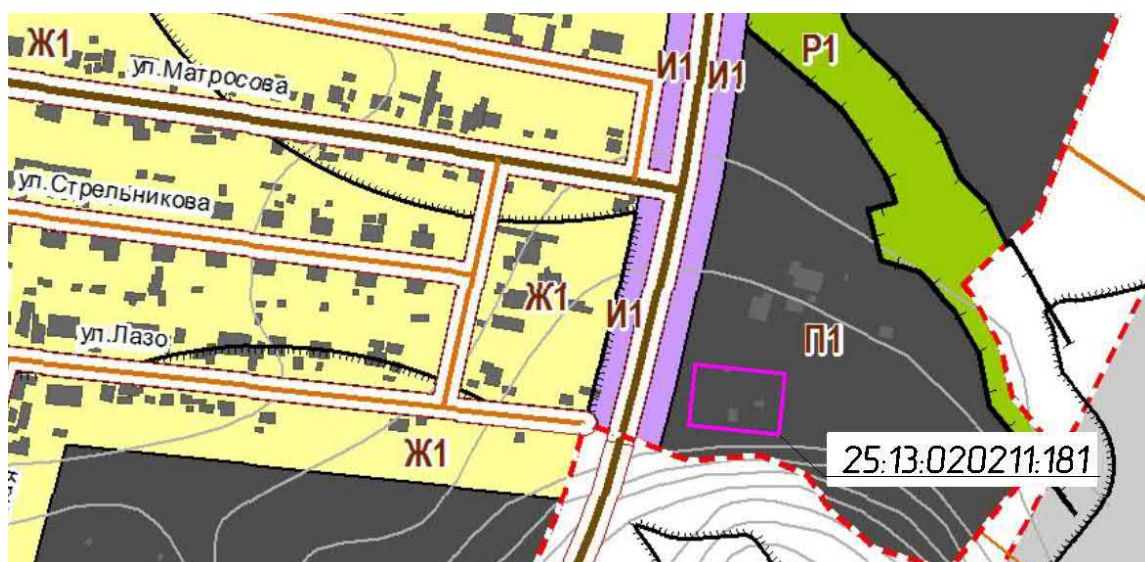 Ж1
И1
И1
Р1
ул.Матросова
ул.Стрельникова
Ж1
И1
П1
ул.Лазо
Ж1
25:13:020211:181